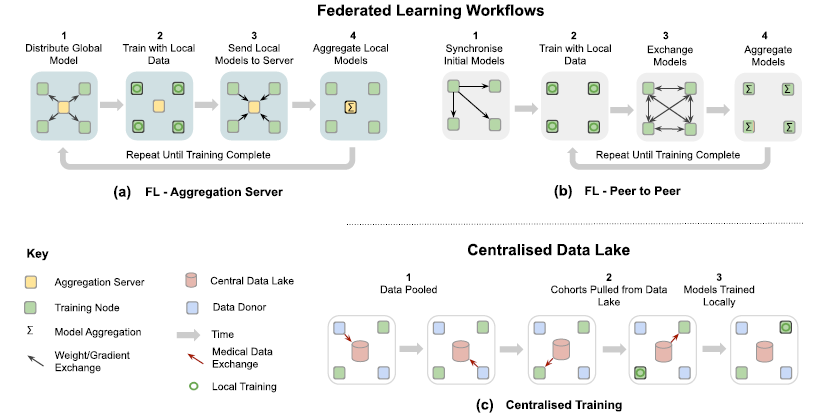 Federated Learning Workflows
1
Distribute Global
Model
2
Train with Local
Data
3
Send Local
Models to Server
4
Aggregate Local
Models
Σ
Repeat Until Training Complete
(a) FL - Aggregation Server
1
Synchronise
Initial Models
2
Train with Local
Data
3
Exchange
Models
4
Aggregate
Models
Σ Σ
Σ Σ
Repeat Until Training Complete
(b) FL - Peer to Peer
Key
Aggregation Server
Training Node
Σ Model Aggregation
Weight/Gradient
Exchange
Central Data Lake
Data Donor
Time
Medical Data
Exchange
Local Training
Centralised Data Lake
1
Data Pooled
2
Cohorts Pulled from Data
Lake
3
Models Trained
Locally
(c) Centralised Training